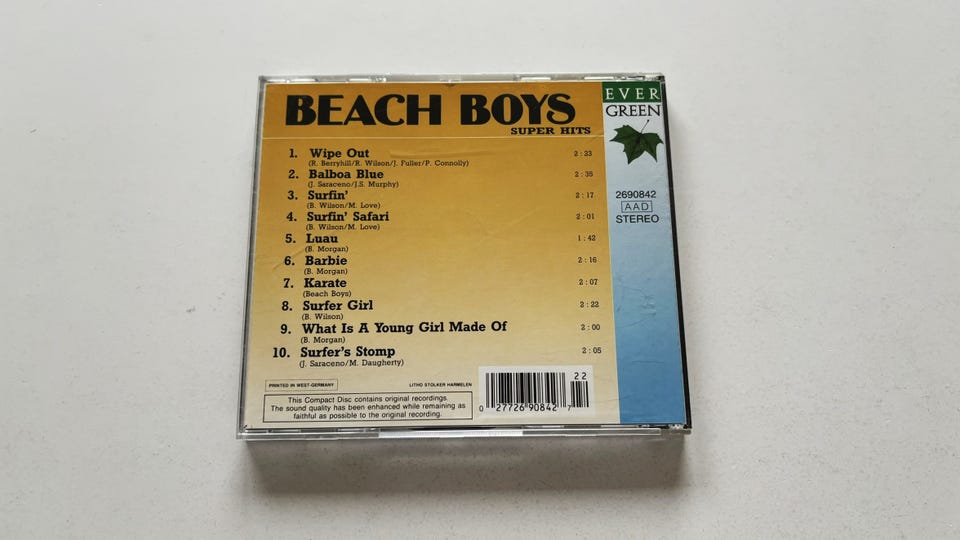 BEACH BOYS
SUPER HITS
EVER
GREEN
1. Wipe Out 2:23
(R. Berryhill/R. Wilson/J. Fuller/P. Connolly)
2. Balboa Blue 2:35
(J. Saraceno/J.S. Murphy)
3. Surfin' 2:17
(B. Wilson/M. Love)
4. Surfin' Safari 2:01
(B. Wilson/M. Love)
5. Luau 1:42
(B. Morgan)
6. Barbie 2:16
(B. Morgan)
7. Karate 2:07
(Beach Boys)
8. Surfer Girl 2:22
(B. Wilson)
9. What Is A Young Girl Made Of 2:00
(B. Morgan)
10. Surfer's Stomp 2:05
(J. Saraceno/M. Daugherty)
2690842
AAD
STEREO
PRINTED IN WEST-GERMANY
LITHO STOLKER HARMELEN
This Compact Disc contains original recordings.
The sound quality has been enhanced while remaining as
faithful as possible to the original recording.
22
0 27726 90842 7